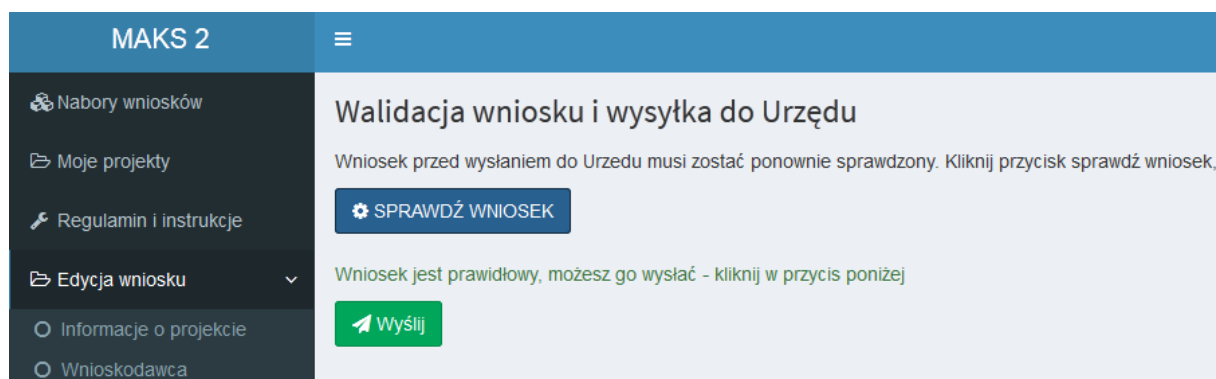 MAKS 2
Nabory wniosków
Moje projekty
Regulamin i instrukcje
Edycja wniosku
Informacje o projekcie
Wnioskodawca
Walidacja wniosku i wysyłka do Urzędu
Wniosek przed wysłaniem do Urzedu musi zostać ponownie sprawdzony. Kliknij przycisk sprawdź wniosek,
SPRAWDŹ WNIOSEK
Wniosek jest prawidłowy, możesz go wysłać - kliknij w przycis poniżej
Wyślij